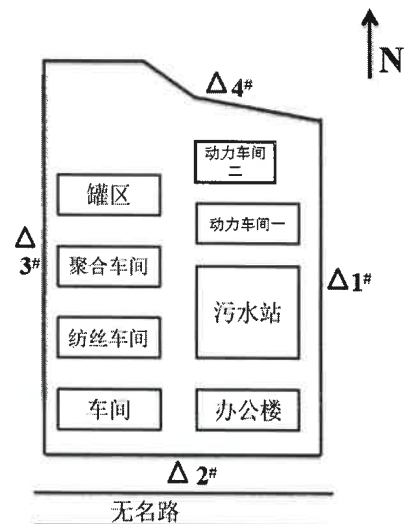 N
Δ 4#
动力车间
二
罐区
动力车间一
Δ
3#
聚合车间
污水站
Δ1#
纺丝车间
车间
办公楼
Δ 2#
无名路